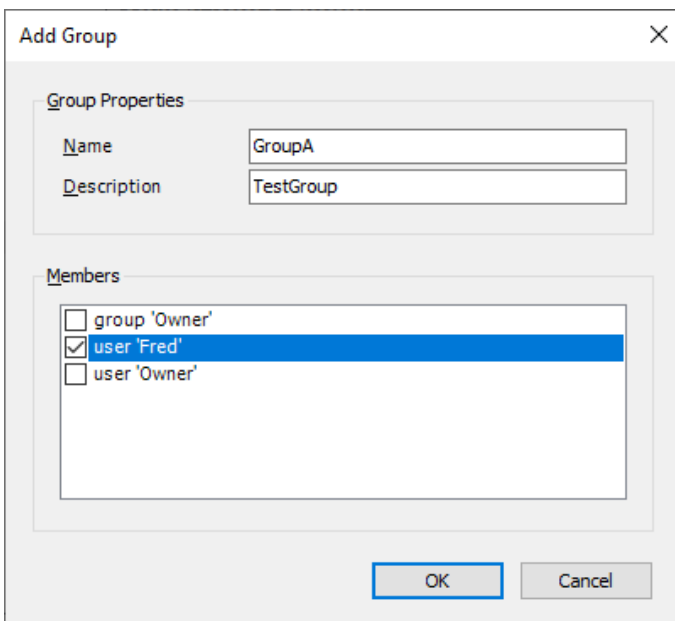 Add Group
Group Properties
Name GroupA
Description TestGroup
Members
group 'Owner'
user 'Fred'
user 'Owner'
OK Cancel